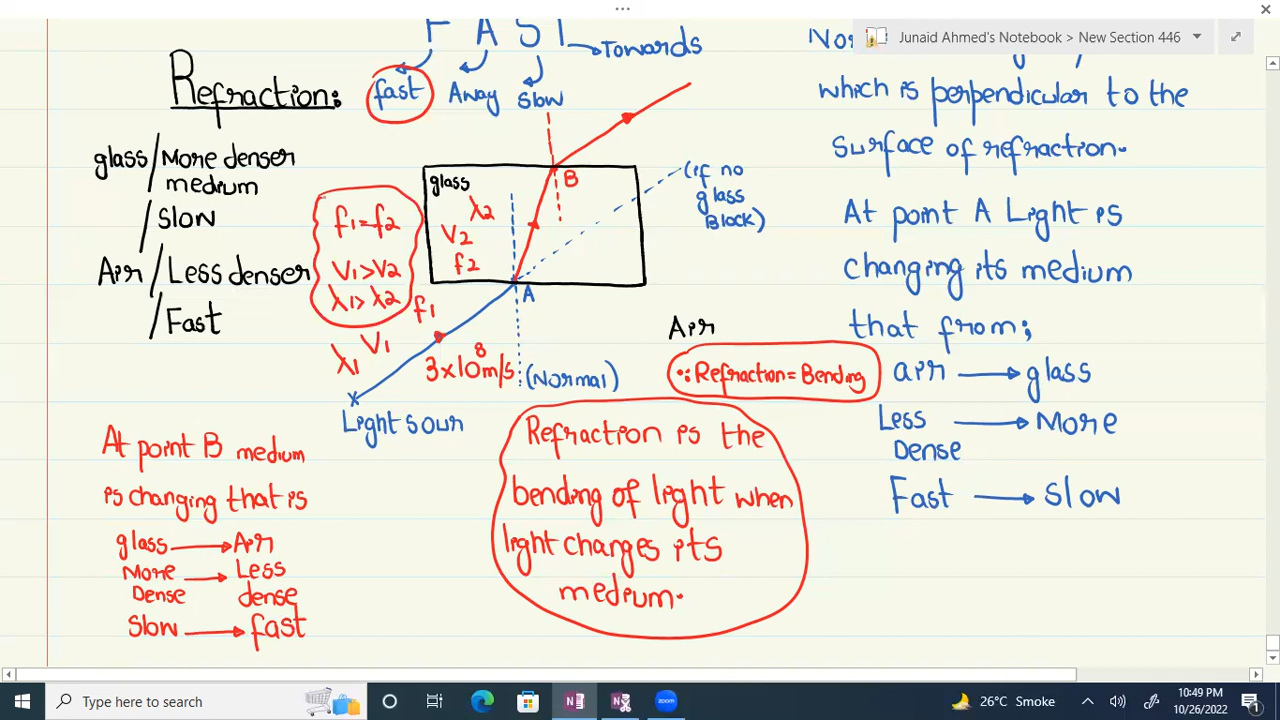 Junaid Ahmed's Notebook > New Section 446
F A S T
Towards
fast Away Slow
Refraction:
glass / More denser
medium
/ Slow
Air / Less denser
/ Fast
f1=f2
V1>V2
λ1>λ2
glass
λ2
V2
f2
B
A
(if no
glass
Block)
f1
V1
λ1
3x10⁸m/s
(Normal)
Light sour
Air
∵ Refraction=Bending
Refraction is the
bending of light when
light changes its
medium.
At point B medium
is changing that is
glass → Air
More → Less
Dense dense
Slow → fast
which is perpendicular to the
surface of refraction.
At point A Light is
changing its medium
that from;
air → glass
Less → More
Dense
Fast → Slow
Type here to search
26°C Smoke
10:49 PM
10/26/2022
1